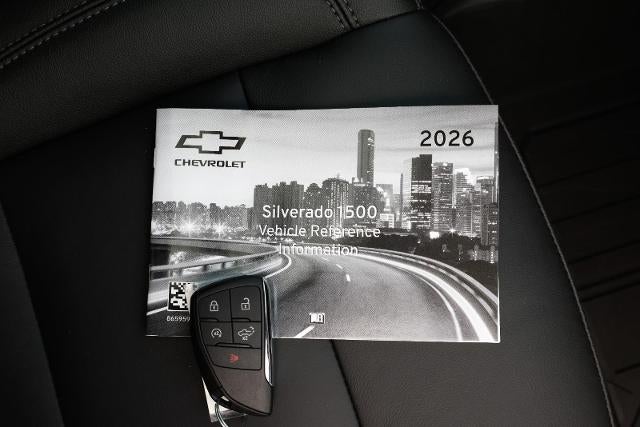 CHEVROLET
2026
Silverado 1500
Vehicle Reference
Information